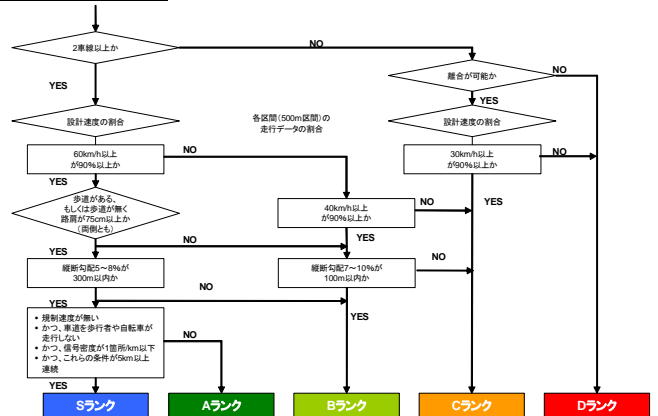 2車線以上か
NO
離合が可能か
NO
YES
YES
設計速度の割合
各区間(500m区間)の
走行データの割合
設計速度の割合
60km/h以上
が90%以上か
NO
30km/h以上
が90%以上か
NO
YES
歩道がある、
もしくは歩道が無く
路肩が75cm以上か
(両側とも)
40km/h以上
が90%以上か
NO
YES
NO
YES
YES
縦断勾配5~8%が
300m以内か
縦断勾配7~10%が
100m以内か
NO
NO
YES
YES
• 規制速度が無い
• かつ、車道を歩行者や自転車が
走行しない
• かつ、信号密度が1箇所/km以下
• かつ、これらの条件が5km以上
連続
NO
YES
Sランク
Aランク
Bランク
Cランク
Dランク